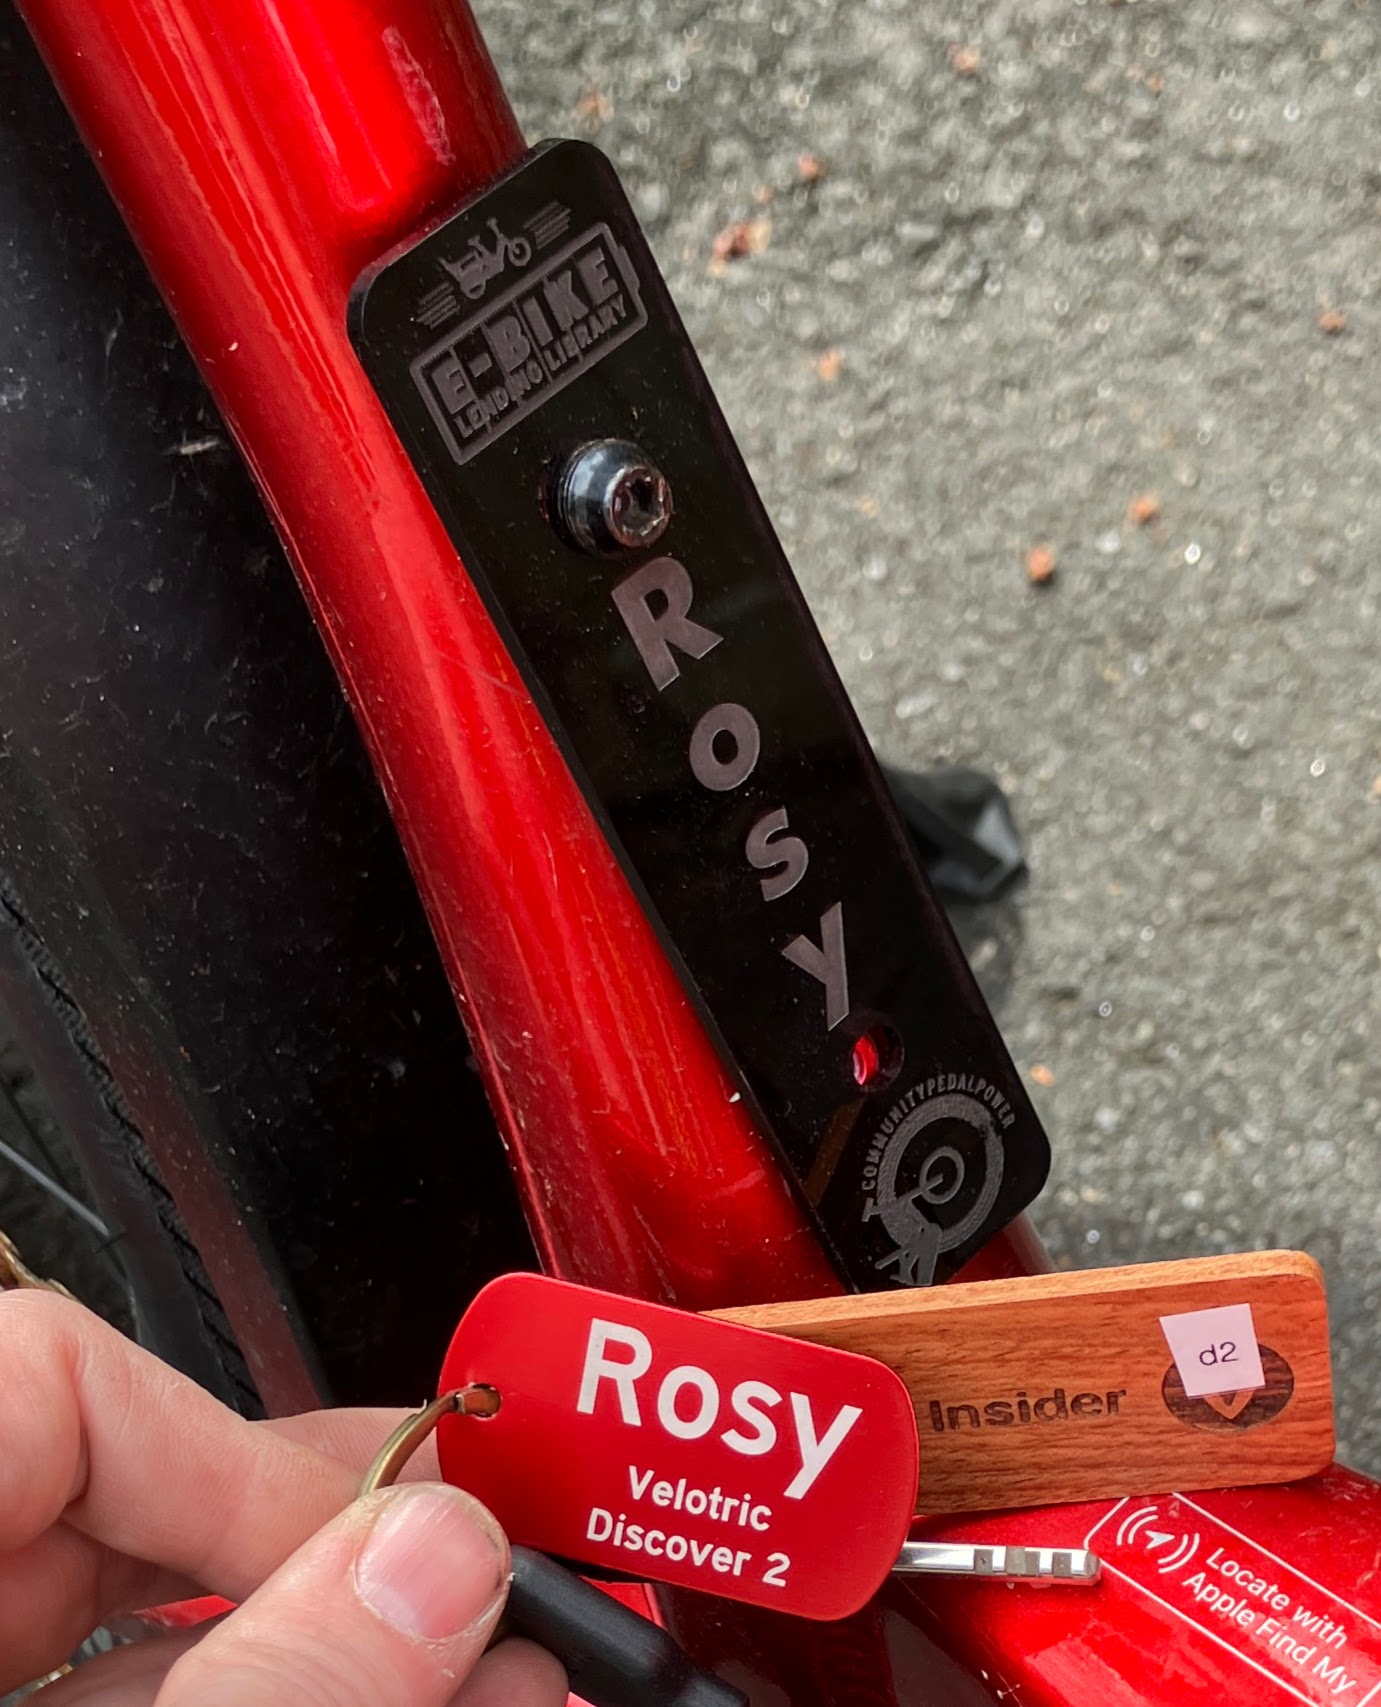 E-BIKE
LENDING LIBRARY
Rosy
COMMUNITYPEDALPOWER
Rosy
Velotric
Discover 2
Insider
d2
Locate with
Apple Find My